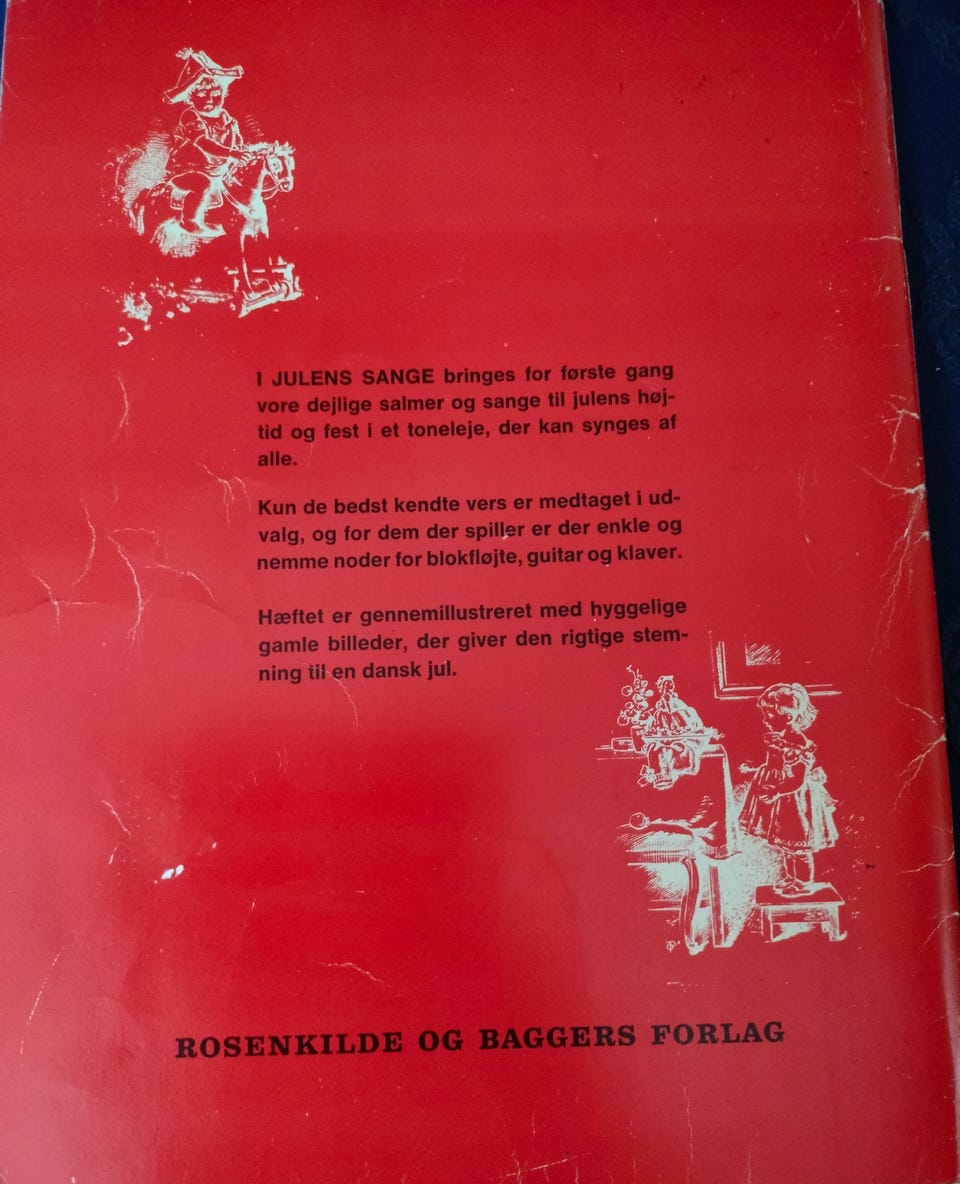 I JULENS SANGE bringes for første gang
vore dejlige salmer og sange til julens høj-
tid og fest i et toneleje, der kan synges af
alle.
Kun de bedst kendte vers er medtaget i ud-
valg, og for dem der spiller er der enkle og
nemme noder for blokfløjte, guitar og klaver.
Hæftet er gennemillustreret med hyggelige
gamle billeder, der giver den rigtige stem-
ning til en dansk jul.
ROSENKILDE OG BAGGERS FORLAG